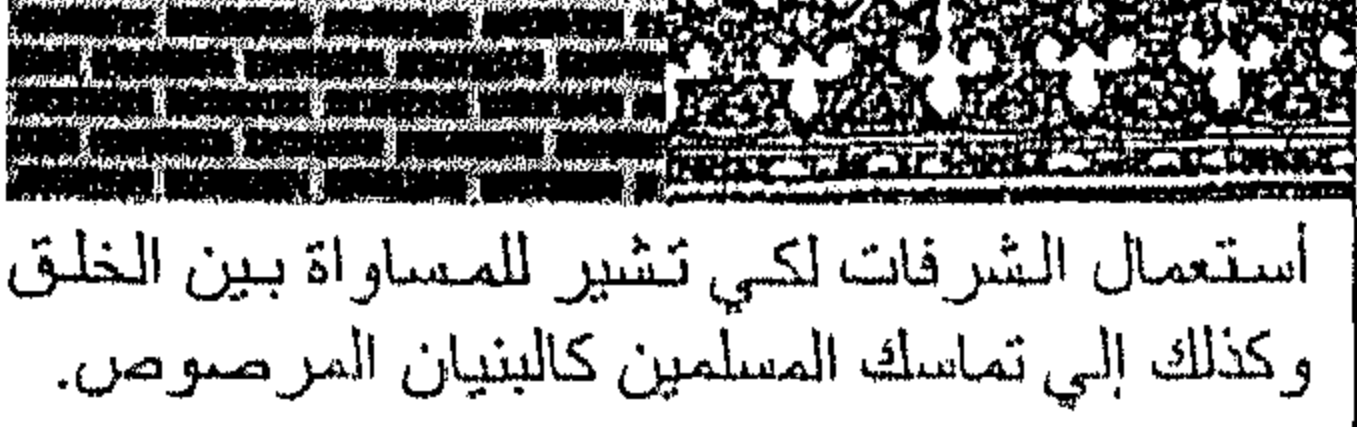 أستعمال الشرفات لكي تشير للمساواة بين الخلق
وكذلك إلي تماسك المسلمين كالبنيان المرصوص.